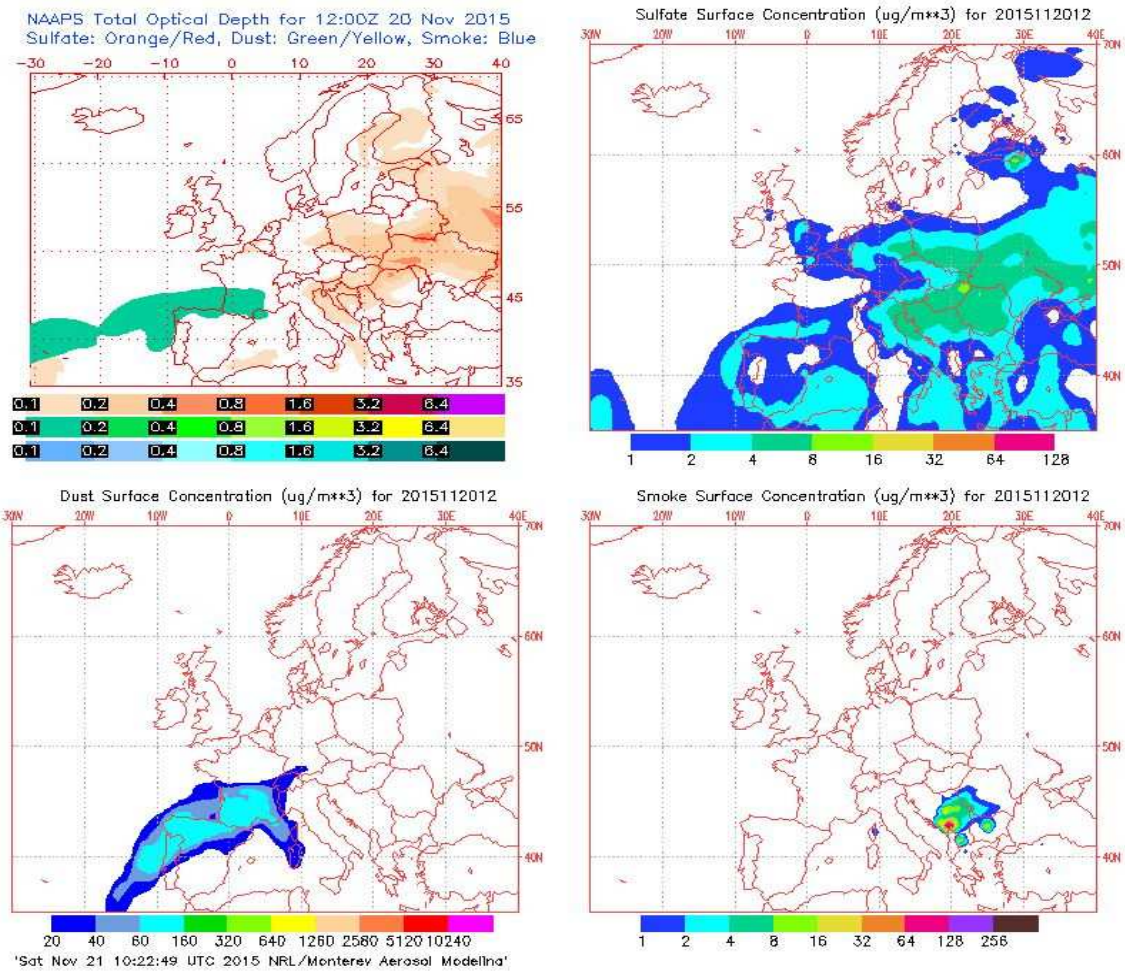 NAAPS Total Optical Depth for 12:00Z 20 Nov 2015
Sulfate: Orange/Red, Dust: Green/Yellow, Smoke: Blue
-30 -20 -10 0 10 20 30 40
65
55
45
35
0.1 0.2 0.4 0.8 1.6 3.2 6.4
0.1 0.2 0.4 0.8 1.6 3.2 6.4
0.1 0.2 0.4 0.8 1.6 3.2 6.4
Sulfate Surface Concentration (ug/m**3) for 2015112012
30W 20W 10W 0 10E 20E 30E 40E
70N
60N
50N
40N
1 2 4 8 16 32 64 128
Dust Surface Concentration (ug/m**3) for 2015112012
30W 20W 10W 0 10E 20E 30E 40E
70N
60N
50N
40N
20 40 60 160 320 640 1260 2580 5120 10240
'Sat Nov 21 10:22:49 UTC 2015 NRL/Monterey Aerosol Modeling'
Smoke Surface Concentration (ug/m**3) for 2015112012
30W 20W 10W 0 10E 20E 30E 40E
70N
60N
50N
40N
1 2 4 8 16 32 64 128 256